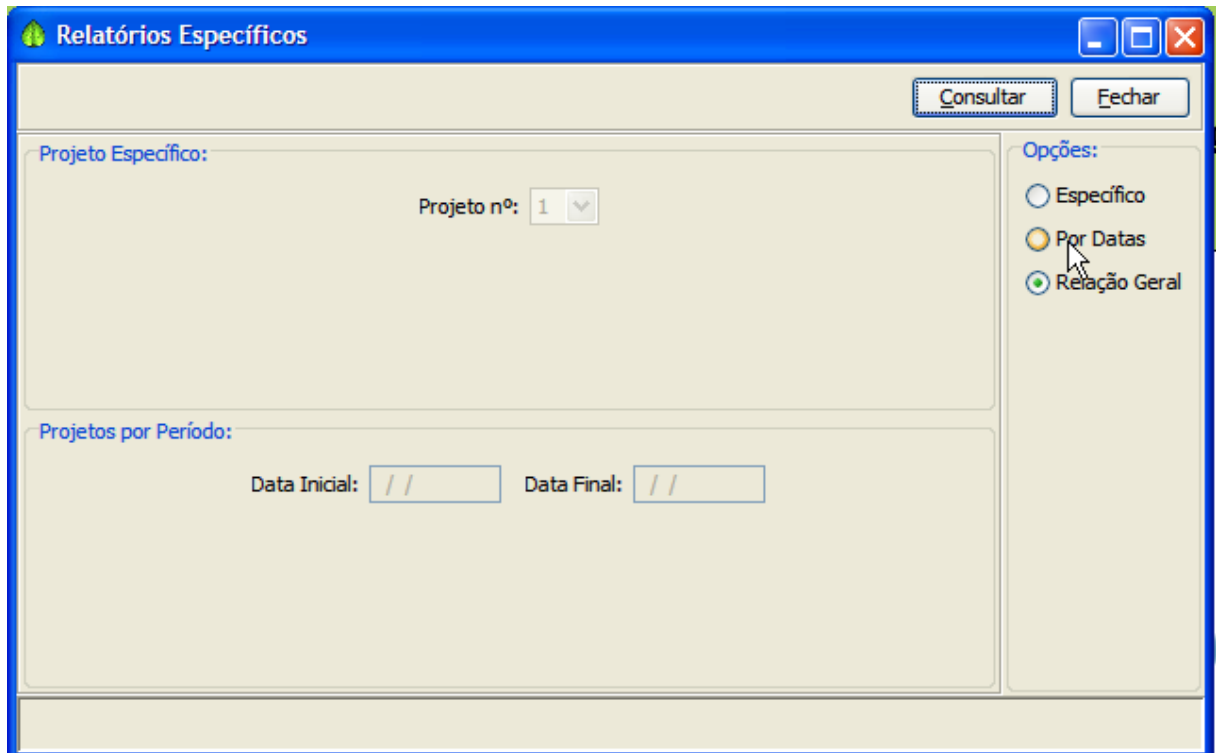 Relatórios Específicos
Consultar Fechar
Projeto Específico:
Projeto nº: 1
Projetos por Período:
Data Inicial: / / Data Final: / /
Opções:
Específico
Por Datas
Relação Geral